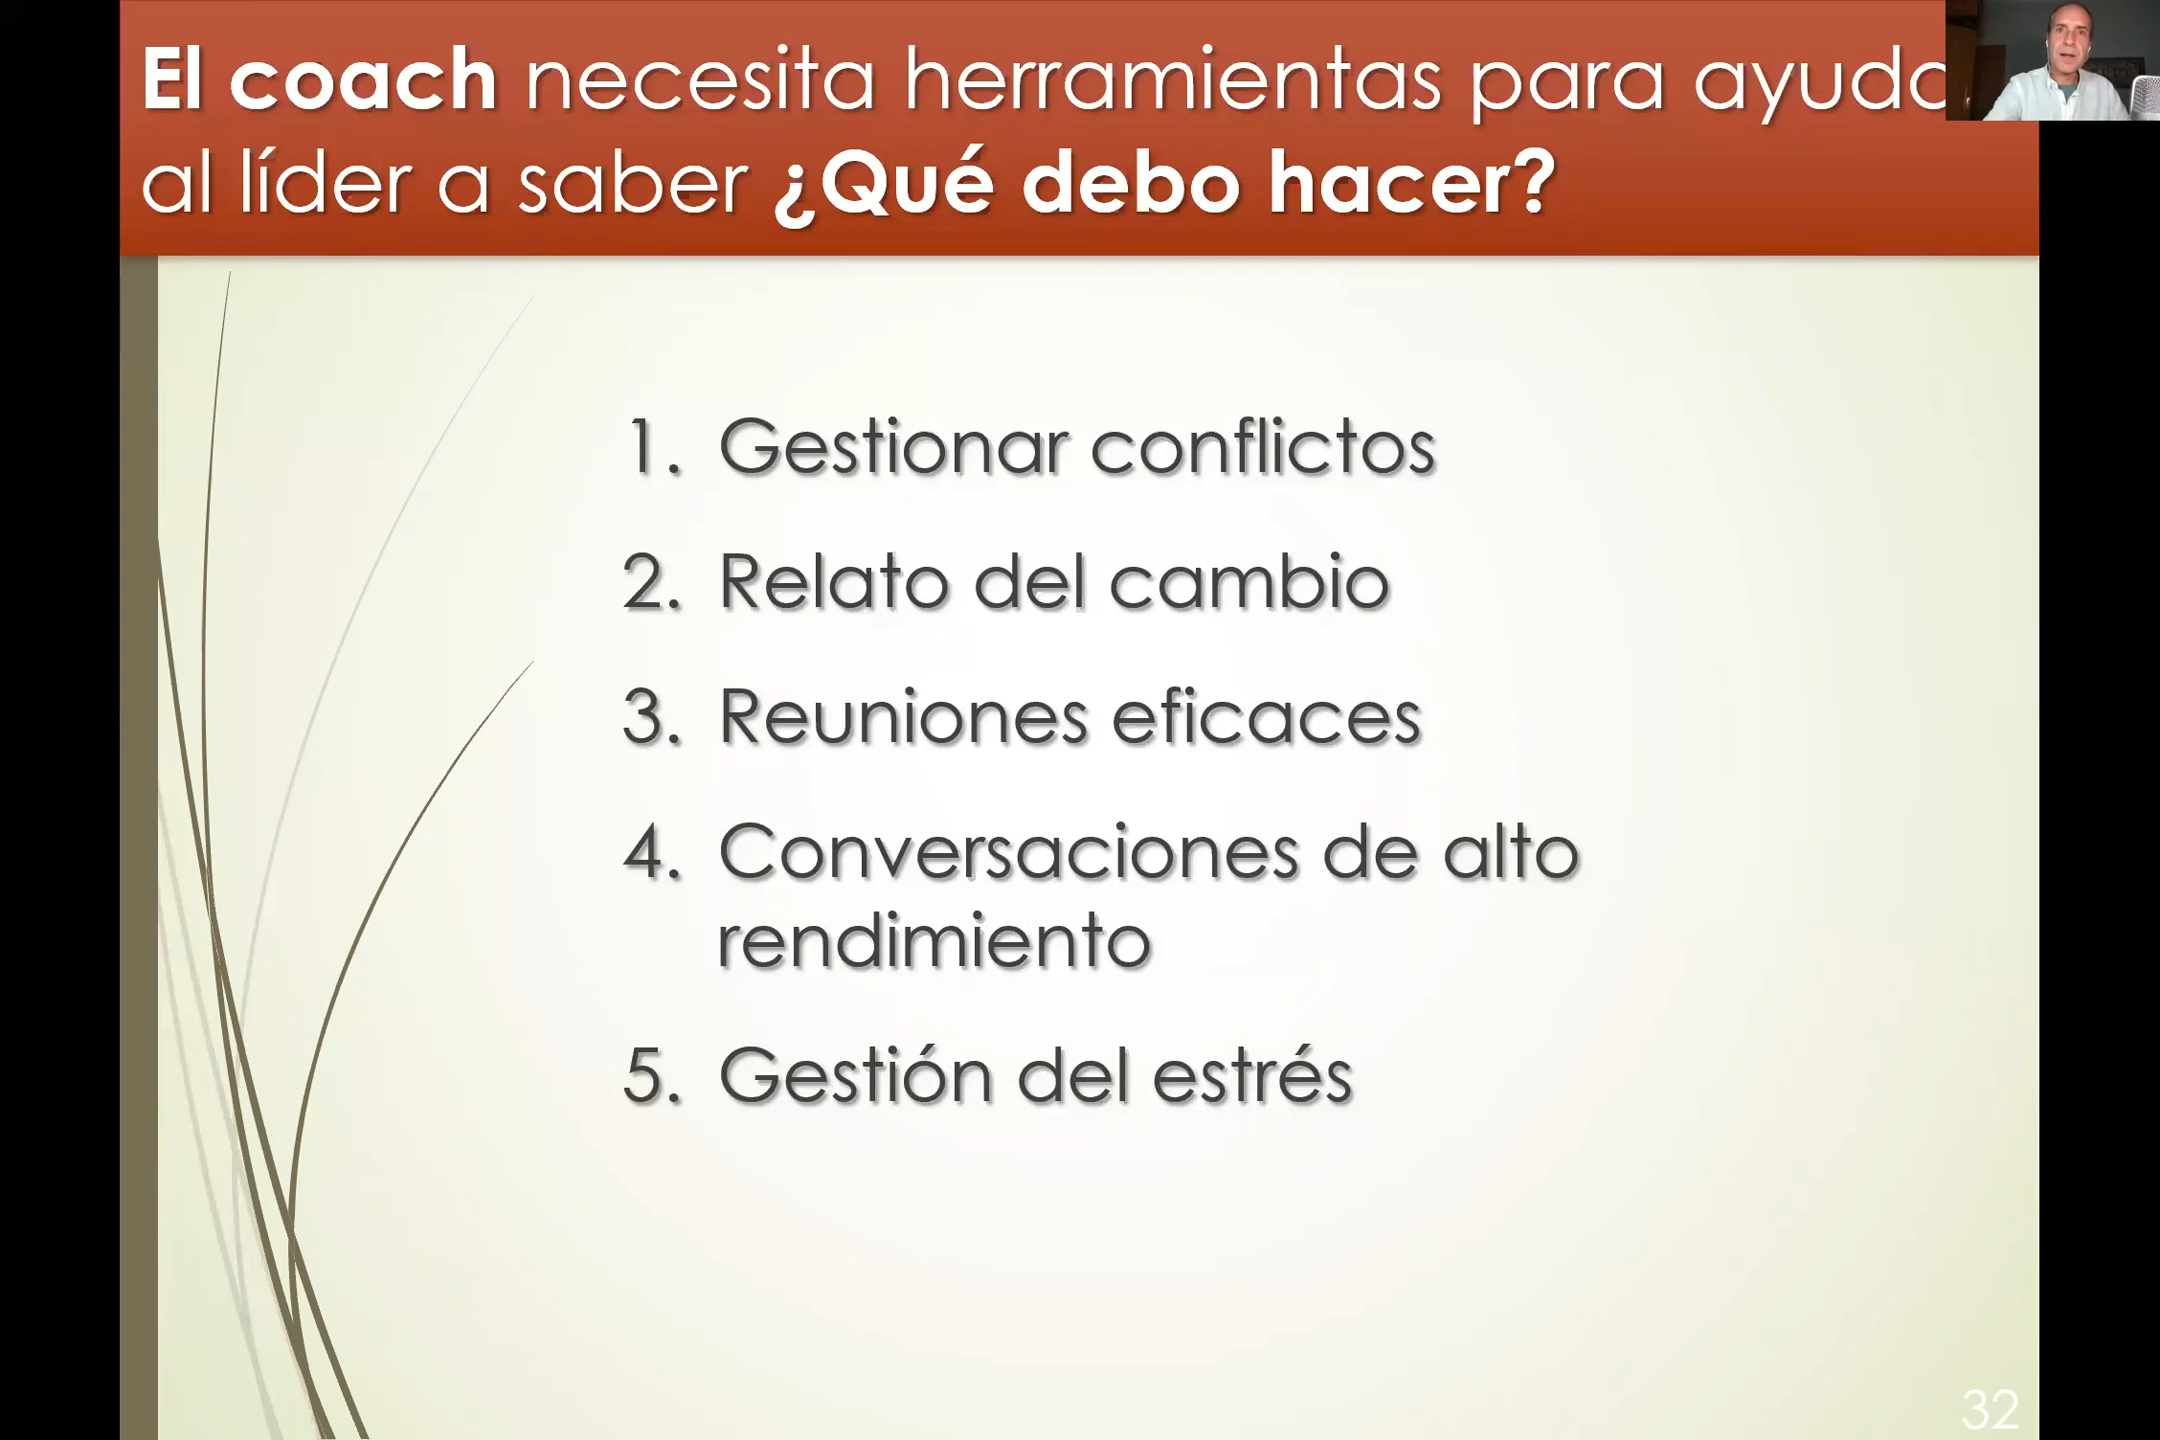 El coach necesita herramientas para
al líder a saber ¿Qué debo hacer?
1. Gestionar conflictos
2. Relato del cambio
3. Reuniones eficaces
4. Conversaciones de alto
rendimiento
5. Gestión del estrés
32